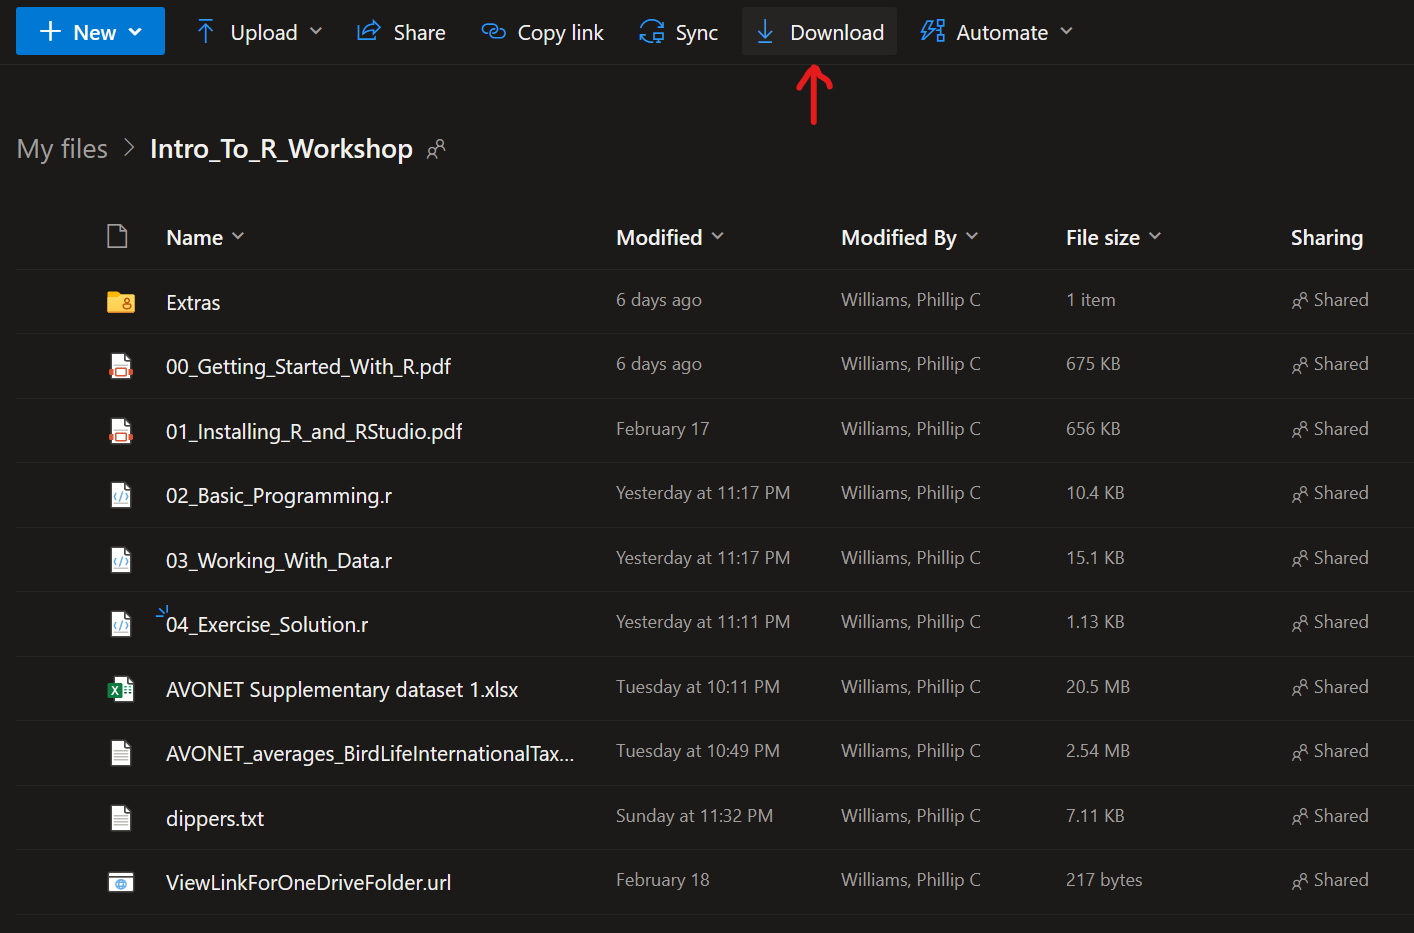 New Upload Share Copy link Sync Download Automate
My files > Intro_To_R_Workshop
Name Modified Modified By File size Sharing
Extras 6 days ago Williams, Phillip C 1 item Shared
00_Getting_Started_With_R.pdf 6 days ago Williams, Phillip C 675 KB Shared
01_Installing_R_and_RStudio.pdf February 17 Williams, Phillip C 656 KB Shared
02_Basic_Programming.r Yesterday at 11:17 PM Williams, Phillip C 10.4 KB Shared
03_Working_With_Data.r Yesterday at 11:17 PM Williams, Phillip C 15.1 KB Shared
04_Exercise_Solution.r Yesterday at 11:11 PM Williams, Phillip C 1.13 KB Shared
AVONET Supplementary dataset 1.xlsx Tuesday at 10:11 PM Williams, Phillip C 20.5 MB Shared
AVONET_averages_BirdLifeInternationalTax... Tuesday at 10:49 PM Williams, Phillip C 2.54 MB Shared
dippers.txt Sunday at 11:32 PM Williams, Phillip C 7.11 KB Shared
ViewLinkForOneDriveFolder.url February 18 Williams, Phillip C 217 bytes Shared